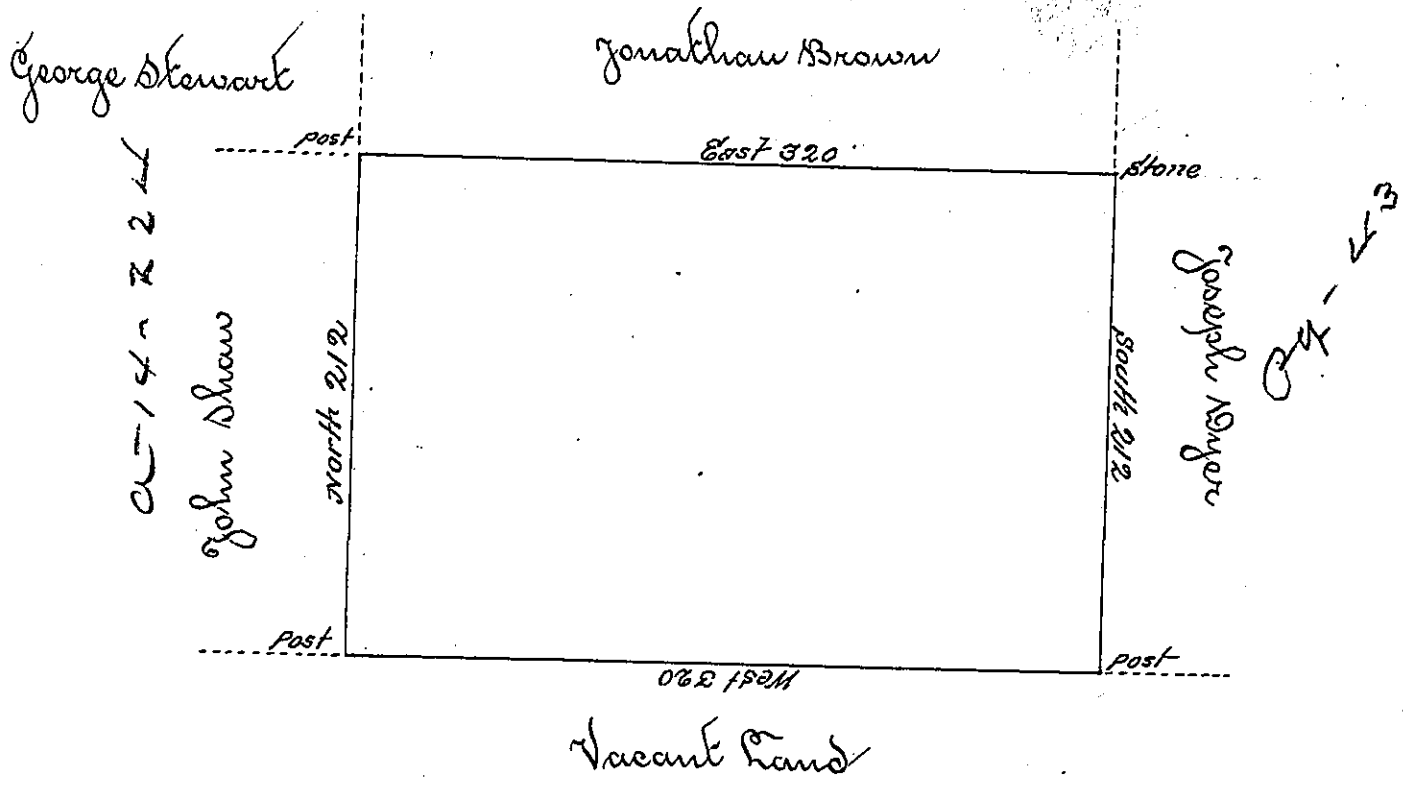 George Stewart
Jonathan Brown
Post
East 320
Stone
John Shaw
North 212
South 212
Joseph Dyer
Post
West 320
Post
Vacant Land